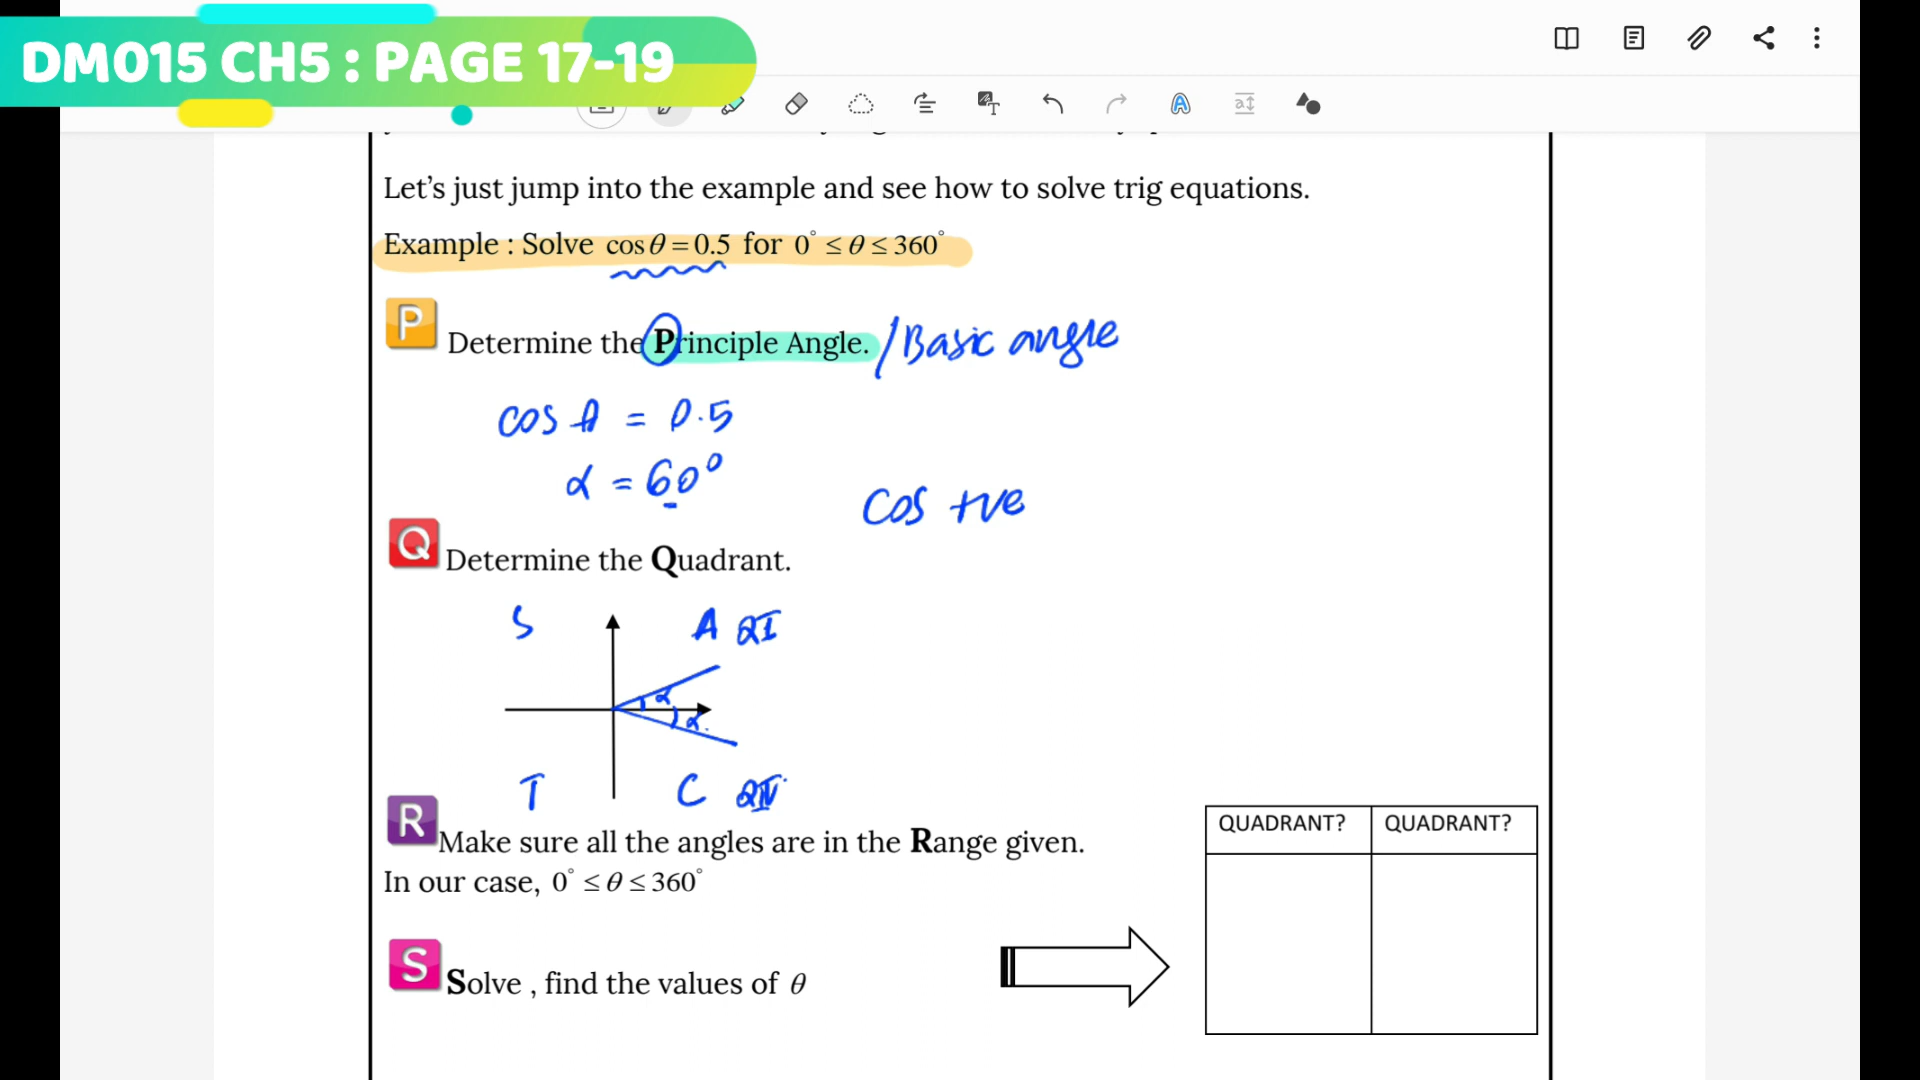 DM015 CH5 : PAGE 17-19
Let's just jump into the example and see how to solve trig equations.
Example : Solve cos θ = 0.5 for 0° ≤ θ ≤ 360°
P Determine the Principle Angle. / Basic angle
cos A = 0.5
α = 60°
cos +ve
Q Determine the Quadrant.
S A QI
α
α
T C QIV
R Make sure all the angles are in the Range given.
In our case, 0° ≤ θ ≤ 360°
S Solve , find the values of θ
QUADRANT? QUADRANT?